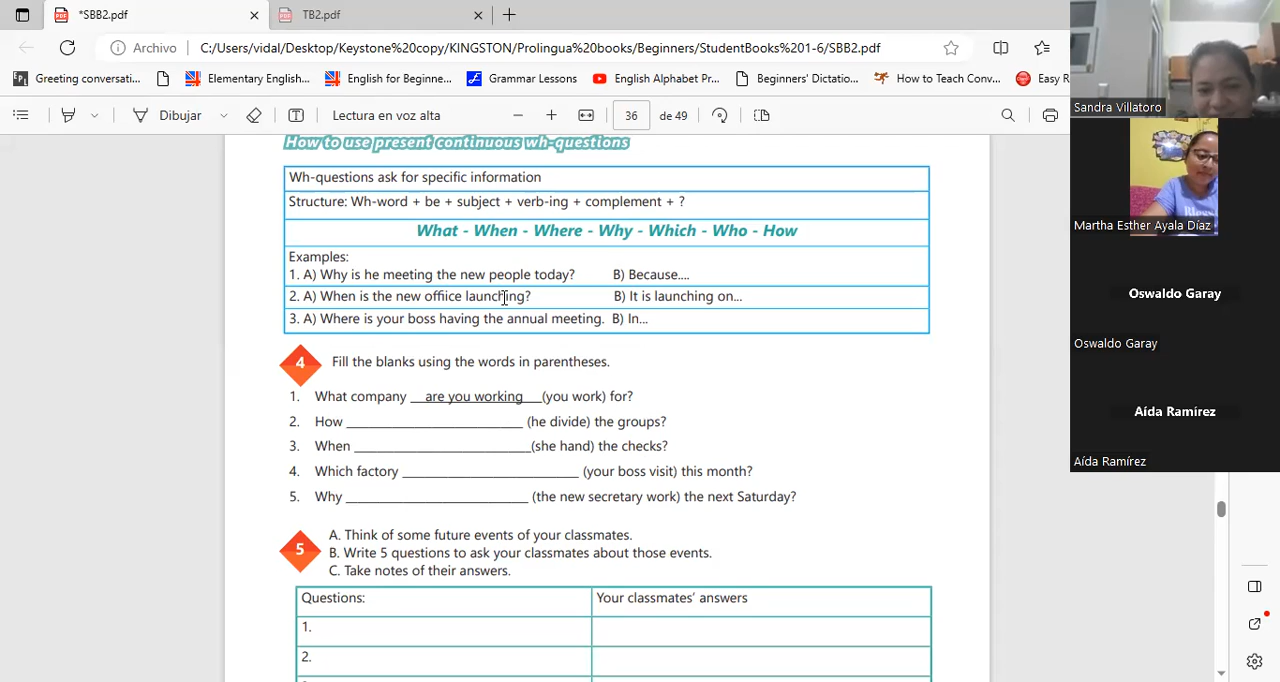 *SBB2.pdf
TB2.pdf
Archivo
C:/Users/vidal/Desktop/Keystone%20copy/KINGSTON/Prolingua%20books/Beginners/StudentBooks%201-6/SBB2.pdf
Greeting conversati...
Elementary English...
English for Beginne...
Grammar Lessons
English Alphabet Pr...
Beginners' Dictatio...
How to Teach Conv...
Easy R
Dibujar
Lectura en voz alta
36
de 49
How to use present continuous wh-questions
Wh-questions ask for specific information
Structure: Wh-word + be + subject + verb-ing + complement + ?
What - When - Where - Why - Which - Who - How
Examples:
1. A) Why is he meeting the new people today? B) Because....
2. A) When is the new office launching? B) It is launching on...
3. A) Where is your boss having the annual meeting. B) In...
4 Fill the blanks using the words in parentheses.
1. What company __are you working___(you work) for?
2. How ________________________ (he divide) the groups?
3. When ________________________(she hand) the checks?
4. Which factory ________________________ (your boss visit) this month?
5. Why _________________________ (the new secretary work) the next Saturday?
5 A. Think of some future events of your classmates.
B. Write 5 questions to ask your classmates about those events.
C. Take notes of their answers.
Questions: Your classmates' answers
1.
2.
Sandra Villatoro
Martha Esther Ayala Díaz
Oswaldo Garay
Oswaldo Garay
Aída Ramírez
Aída Ramírez